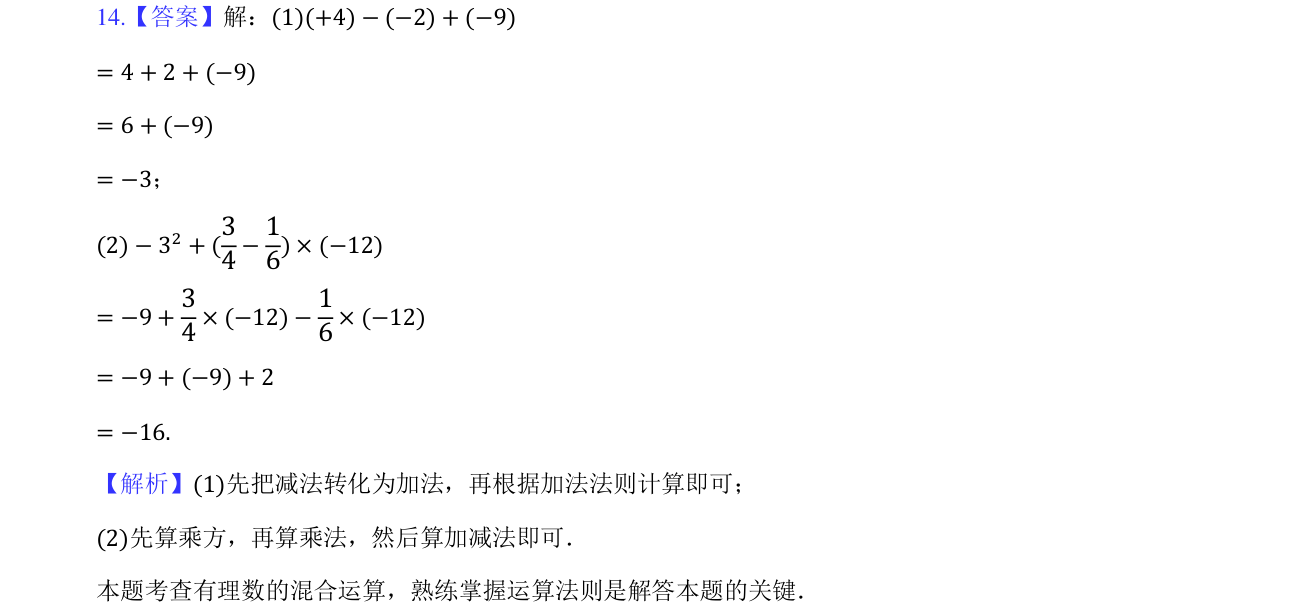 14.【答案】解：(1)(+4)−(−2)+(−9)
= 4 + 2 + (−9)
= 6 + (−9)
= −3；
(2) − 3² + (3/4 − 1/6) × (−12)
= −9 + 3/4 × (−12) − 1/6 × (−12)
= −9 + (−9) + 2
= −16.
【解析】(1)先把减法转化为加法，再根据加法法则计算即可；
(2)先算乘方，再算乘法，然后算加减法即可．
本题考查有理数的混合运算，熟练掌握运算法则是解答本题的关键．